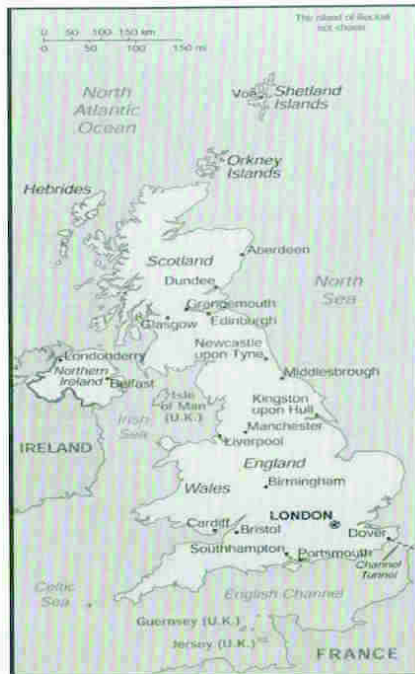 The island of Rockall
not shown
0 50 100 150 km
0 50 100 150 mi
North
Atlantic
Ocean
Voe
Shetland
Islands
Orkney
Islands
Hebrides
Aberdeen
Scotland
Dundee
North
Sea
Grangemouth
Glasgow
Edinburgh
Newcastle
upon Tyne
Londonderry
Northern
Ireland
Belfast
Middlesbrough
Isle
of Man
(U.K.)
Kingston
upon Hull
Irish
Sea
Manchester
Liverpool
IRELAND
England
Wales
Birmingham
LONDON
Cardiff
Bristol
Dover
Southhampton
Portsmouth
Channel
Tunnel
Celtic
Sea
English Channel
Guernsey (U.K.)
Jersey (U.K.)
FRANCE